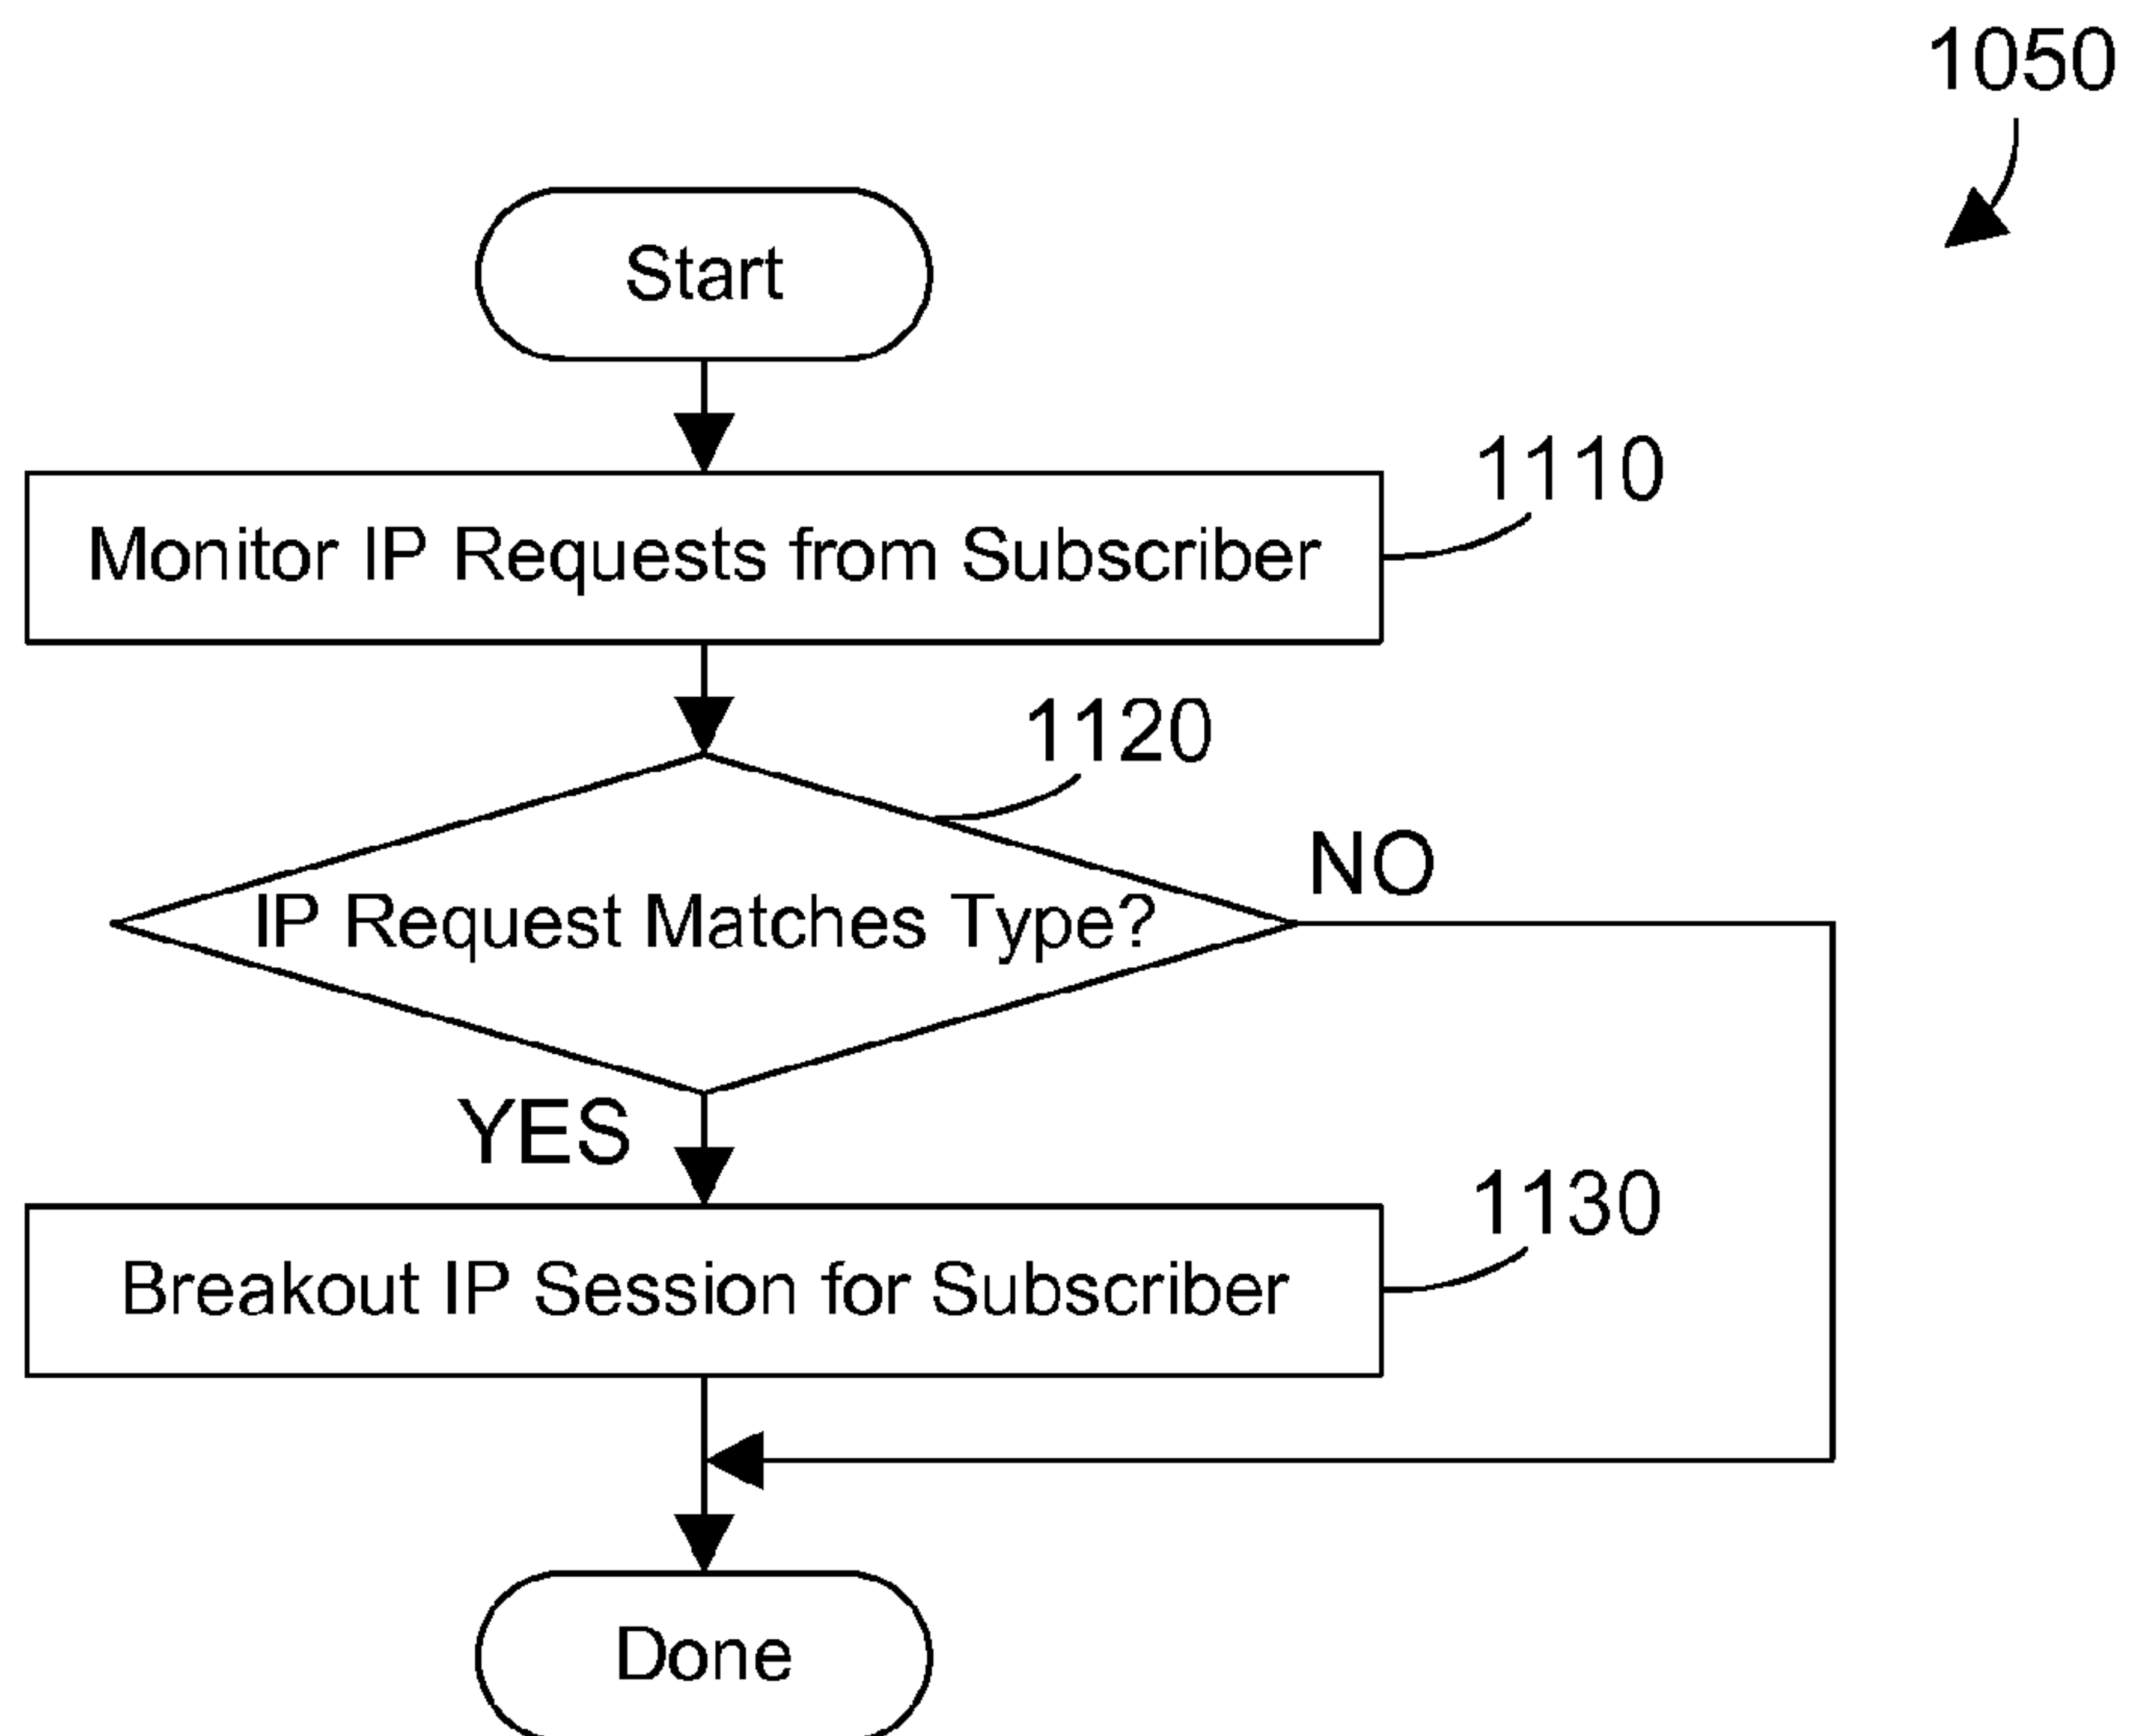 1050
Start
Monitor IP Requests from Subscriber
1110
1120
IP Request Matches Type?
NO
YES
1130
Breakout IP Session for Subscriber
Done